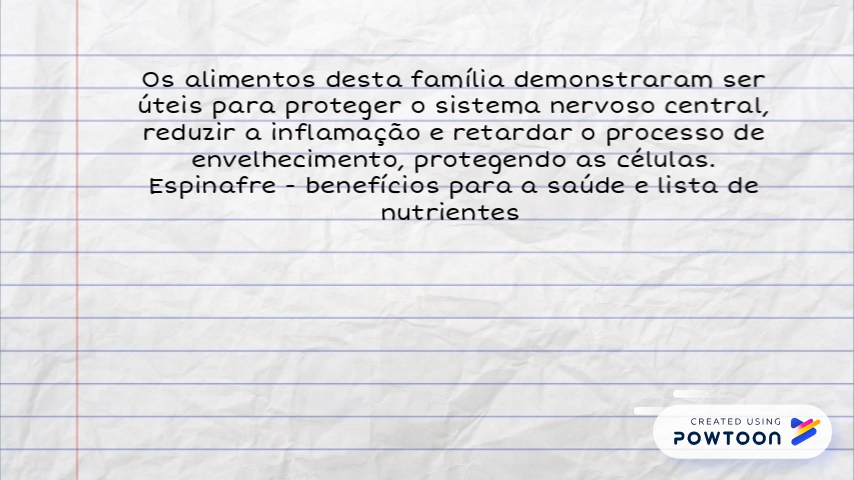 Os alimentos desta família demonstraram ser
úteis para proteger o sistema nervoso central,
reduzir a inflamação e retardar o processo de
envelhecimento, protegendo as células.
Espinafre - benefícios para a saúde e lista de
nutrientes
CREATED USING
POWTOON